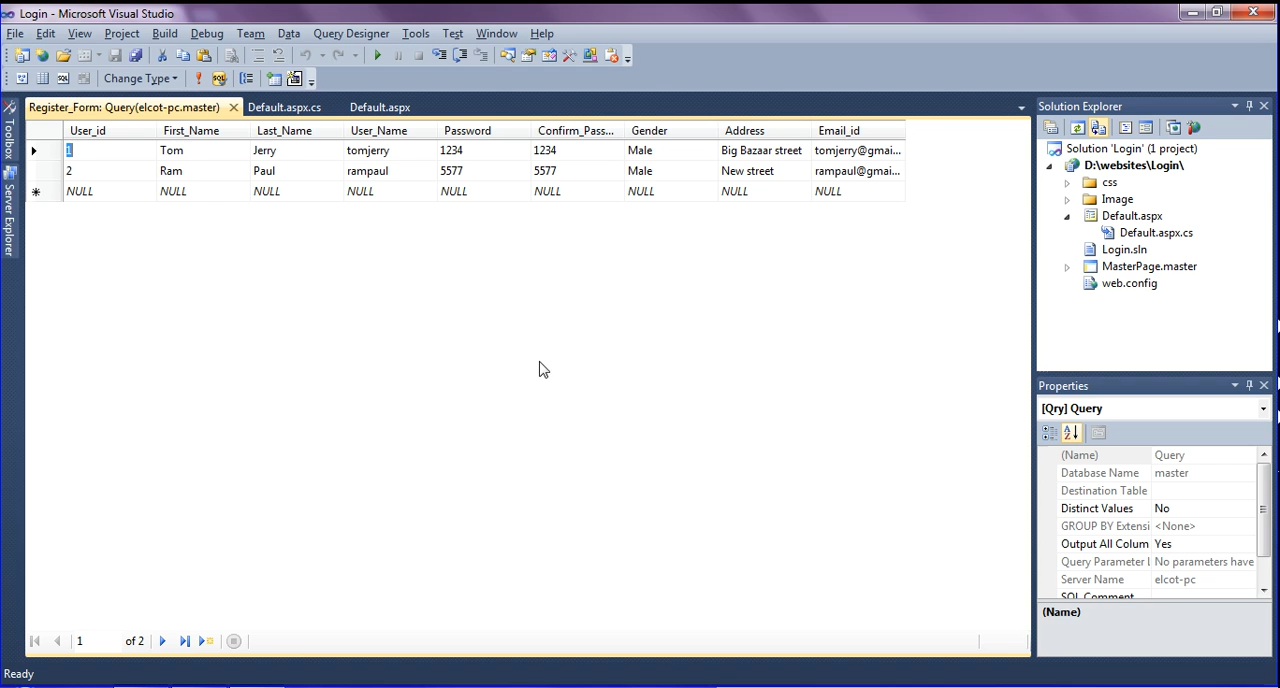 Login - Microsoft Visual Studio
File Edit View Project Build Debug Team Data Query Designer Tools Test Window Help
Change Type
Register_Form: Query(elcot-pc.master) Default.aspx.cs Default.aspx
User_id First_Name Last_Name User_Name Password Confirm_Pass... Gender Address Email_id
1 Tom Jerry tomjerry 1234 1234 Male Big Bazaar street tomjerry@gmai...
2 Ram Paul rampaul 5577 5577 Male New street rampaul@gmai...
NULL NULL NULL NULL NULL NULL NULL NULL NULL
Toolbox
Server Explorer
1 of 2
Ready
Solution Explorer
Solution 'Login' (1 project)
D:\websites\Login\
css
Image
Default.aspx
Default.aspx.cs
Login.sln
MasterPage.master
web.config
Properties
[Qry] Query
(Name) Query
Database Name master
Destination Table
Distinct Values No
GROUP BY Extensi <None>
Output All Colum Yes
Query Parameter L No parameters have
Server Name elcot-pc
SQL Comment
(Name)